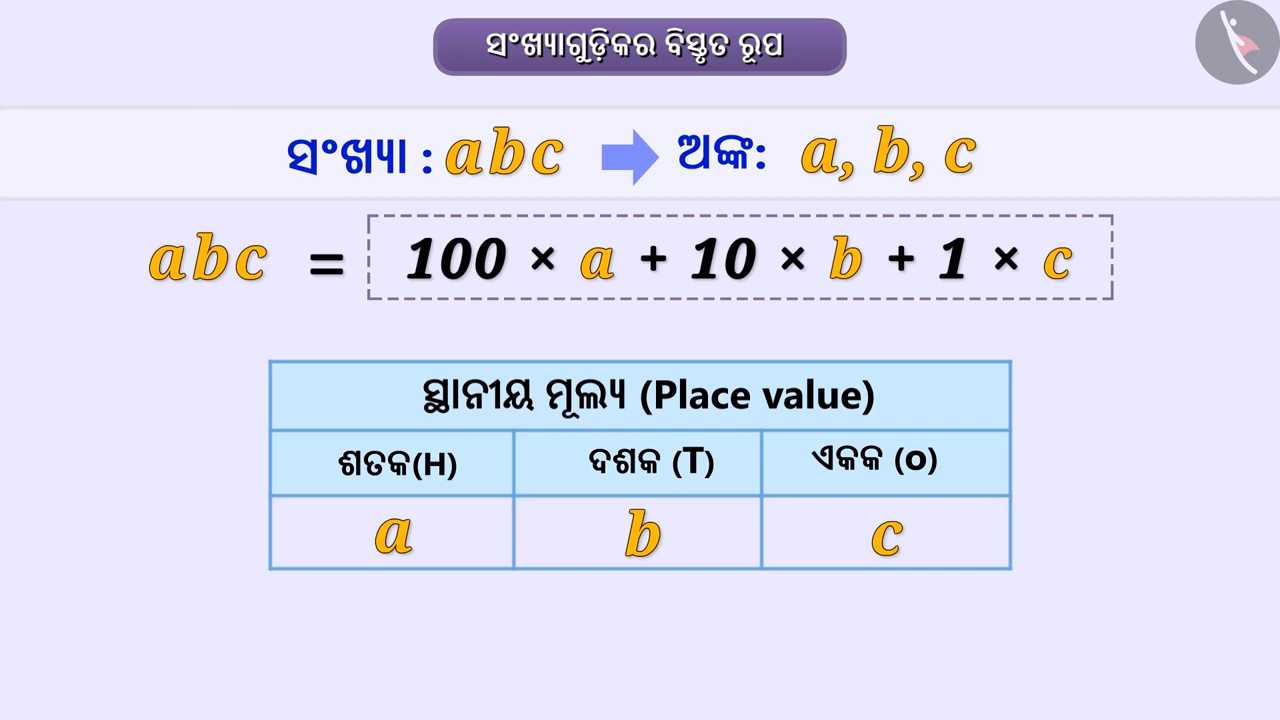 ସଂଖ୍ୟାଗୁଡ଼ିକର ବିସ୍ତୃତ ରୂପ
ସଂଖ୍ୟା : abc ଅଙ୍କ: a, b, c
abc = 100 × a + 10 × b + 1 × c
ସ୍ଥାନୀୟ ମୂଲ୍ୟ (Place value)
ଶତକ(H) ଦଶକ (T) ଏକକ (o)
a b c